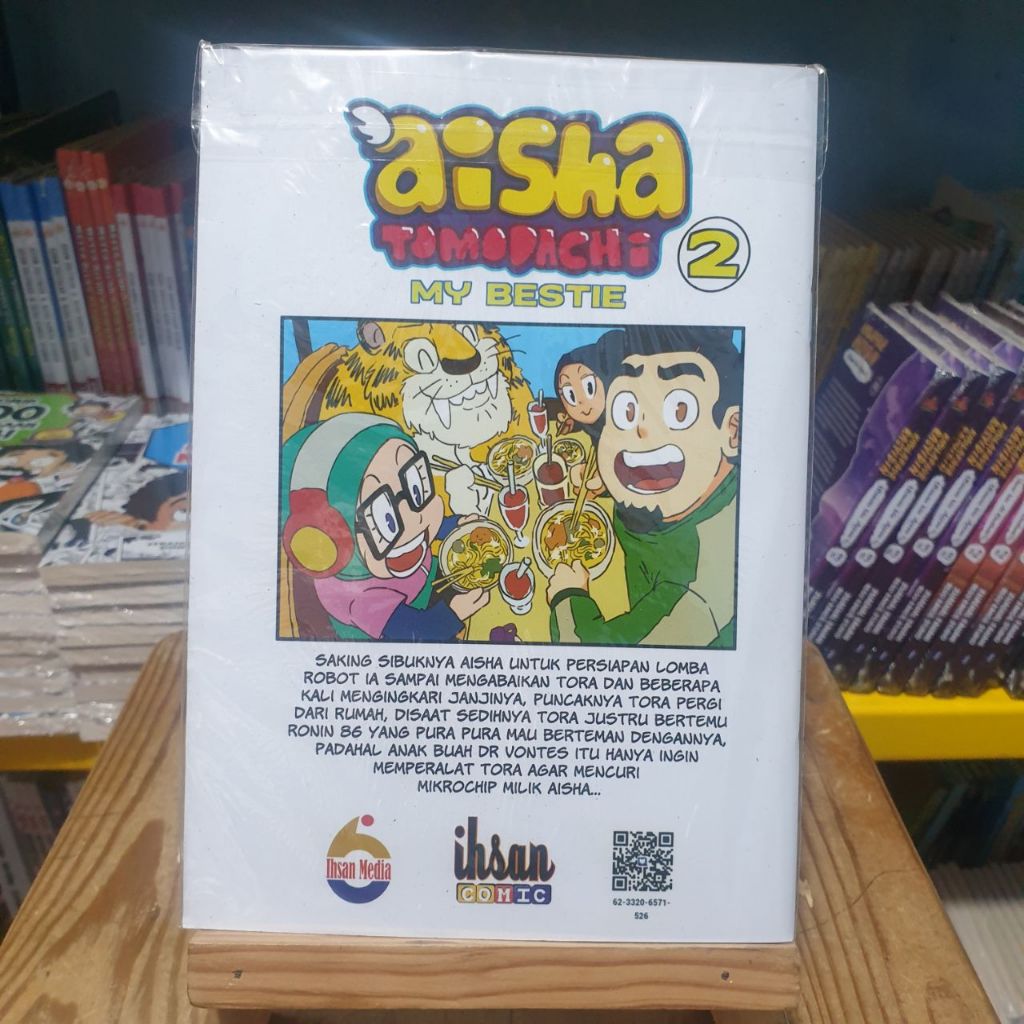 aisha
TOMODACHI
2
MY BESTIE
SAKING SIBUKNYA AISHA UNTUK PERSIAPAN LOMBA
ROBOT IA SAMPAI MENGABAIKAN TORA DAN BEBERAPA
KALI MENGINGKARI JANJINYA, PUNCAKNYA TORA PERGI
DARI RUMAH, DISAAT SEDIHNYA TORA JUSTRU BERTEMU
RONIN 86 YANG PURA PURA MAU BERTEMAN DENGANNYA,
PADAHAL ANAK BUAH DR VONTES ITU HANYA INGIN
MEMPERALAT TORA AGAR MENCURI
MIKROCHIP MILIK AISHA...
Ihsan Media
ihsan
COMIC
62-3320-6571-
526